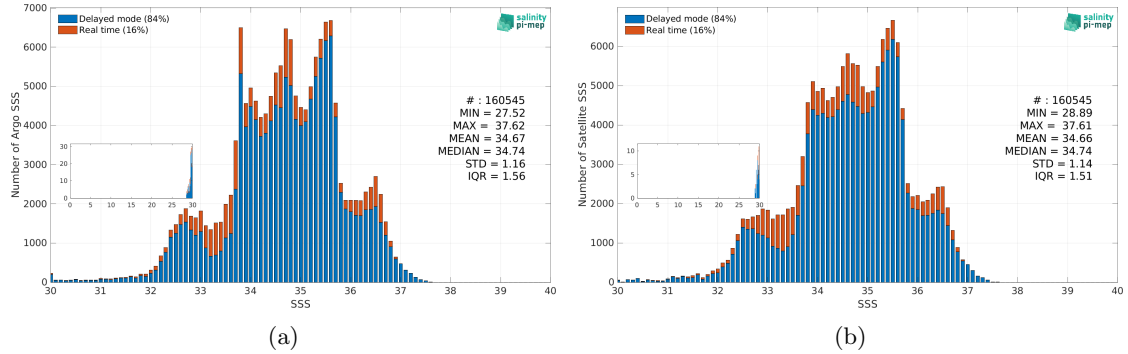 Delayed mode (84%)
Real time (16%)
salinity
pi-mep
7000
6000
5000
4000
3000
2000
1000
0
Number of Argo SSS
# : 160545
MIN = 27.52
MAX = 37.62
MEAN = 34.67
MEDIAN = 34.74
STD = 1.16
IQR = 1.56
30
20
10
0
0 5 10 15 20 25 30
30 31 32 33 34 35 36 37 38 39 40
SSS
(a)
Delayed mode (84%)
Real time (16%)
salinity
pi-mep
6000
5000
4000
3000
2000
1000
0
Number of Satellite SSS
# : 160545
MIN = 28.89
MAX = 37.61
MEAN = 34.66
MEDIAN = 34.74
STD = 1.14
IQR = 1.51
10
5
0
0 5 10 15 20 25 30
30 31 32 33 34 35 36 37 38 39 40
SSS
(b)